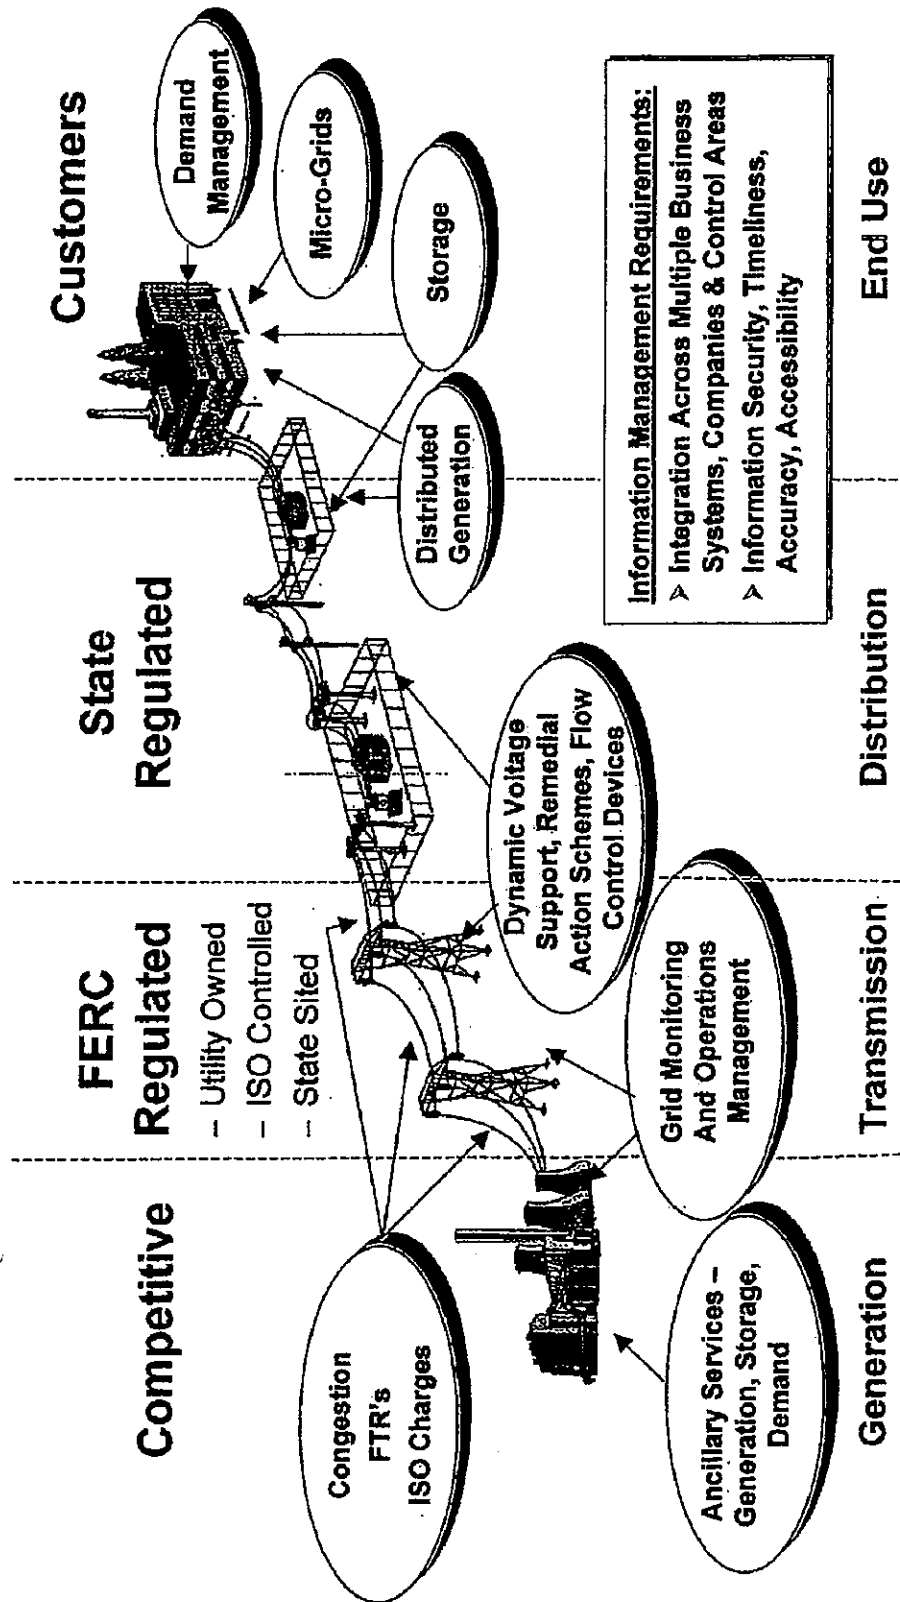 Competitive
FERC
Regulated
– Utility Owned
– ISO Controlled
– State Sited
State
Regulated
Customers
Congestion
FTR's
ISO Charges
Ancillary Services –
Generation, Storage,
Demand
Grid Monitoring
And Operations
Management
Dynamic Voltage
Support, Remedial
Action Schemes, Flow
Control Devices
Distributed
Generation
Storage
Micro-Grids
Demand
Management
Information Management Requirements:
➢ Integration Across Multiple Business
Systems, Companies & Control Areas
➢ Information Security, Timeliness,
Accuracy, Accessibility
Generation
Transmission
Distribution
End Use